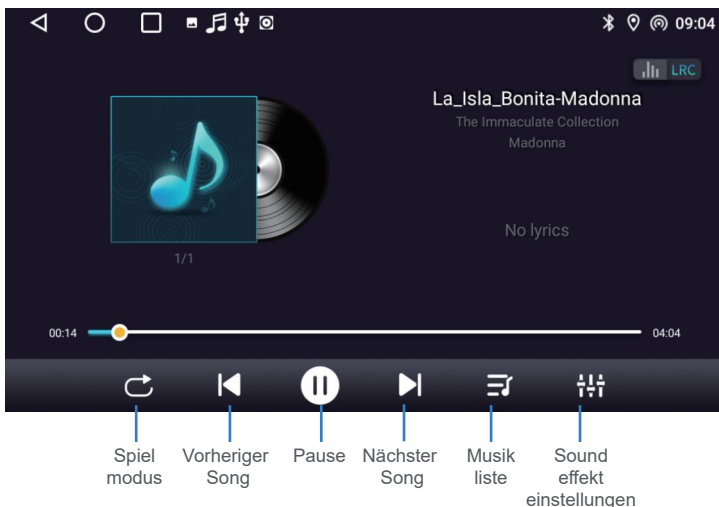 09:04
LRC
La_Isla_Bonita-Madonna
The Immaculate Collection
Madonna
No lyrics
1/1
00:14
04:04
Spiel
modus
Vorheriger
Song
Pause
Nächster
Song
Musik
liste
Sound
effekt
einstellungen